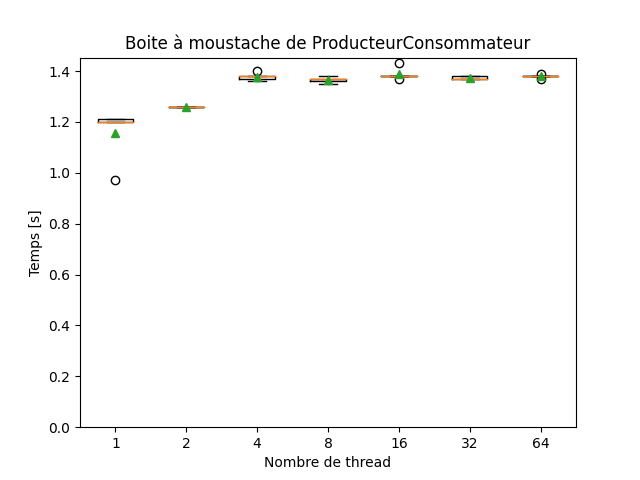 Boite à moustache de ProducteurConsommateur
Temps [s]
1.4
1.2
1.0
0.8
0.6
0.4
0.2
0.0
1 2 4 8 16 32 64
Nombre de thread